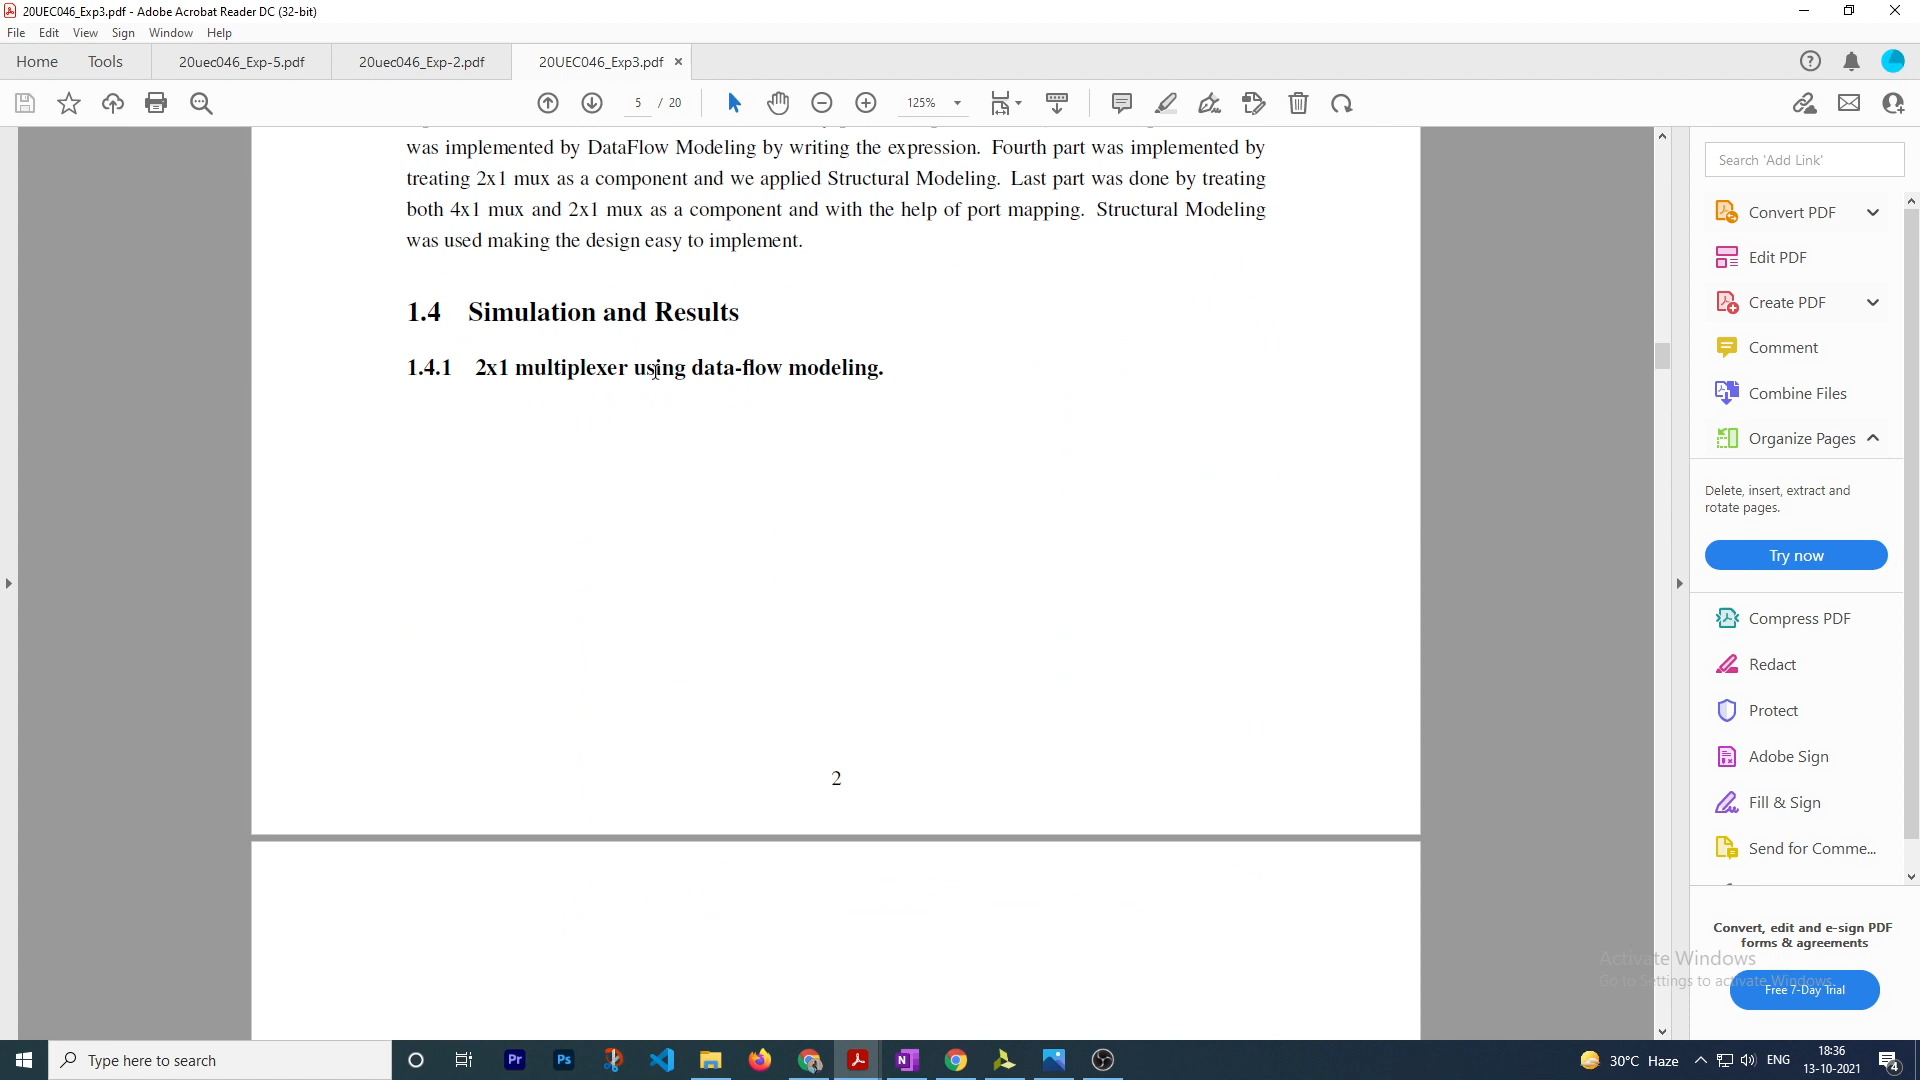 20UEC046_Exp3.pdf - Adobe Acrobat Reader DC (32-bit)
File Edit View Sign Window Help
Home Tools 20uec046_Exp-5.pdf 20uec046_Exp-2.pdf 20UEC046_Exp3.pdf
5 / 20 125%
was implemented by DataFlow Modeling by writing the expression. Fourth part was implemented by
treating 2x1 mux as a component and we applied Structural Modeling. Last part was done by treating
both 4x1 mux and 2x1 mux as a component and with the help of port mapping. Structural Modeling
was used making the design easy to implement.
1.4 Simulation and Results
1.4.1 2x1 multiplexer using data-flow modeling.
2
Search 'Add Link'
Convert PDF
Edit PDF
Create PDF
Comment
Combine Files
Organize Pages
Delete, insert, extract and
rotate pages.
Try now
Compress PDF
Redact
Protect
Adobe Sign
Fill & Sign
Send for Comme...
Convert, edit and e-sign PDF
forms & agreements
Activate Windows
Go to Settings to activate Windows.
Free 7-Day Trial
Type here to search
Pr
Ps
30°C Haze
ENG
18:36
13-10-2021
4